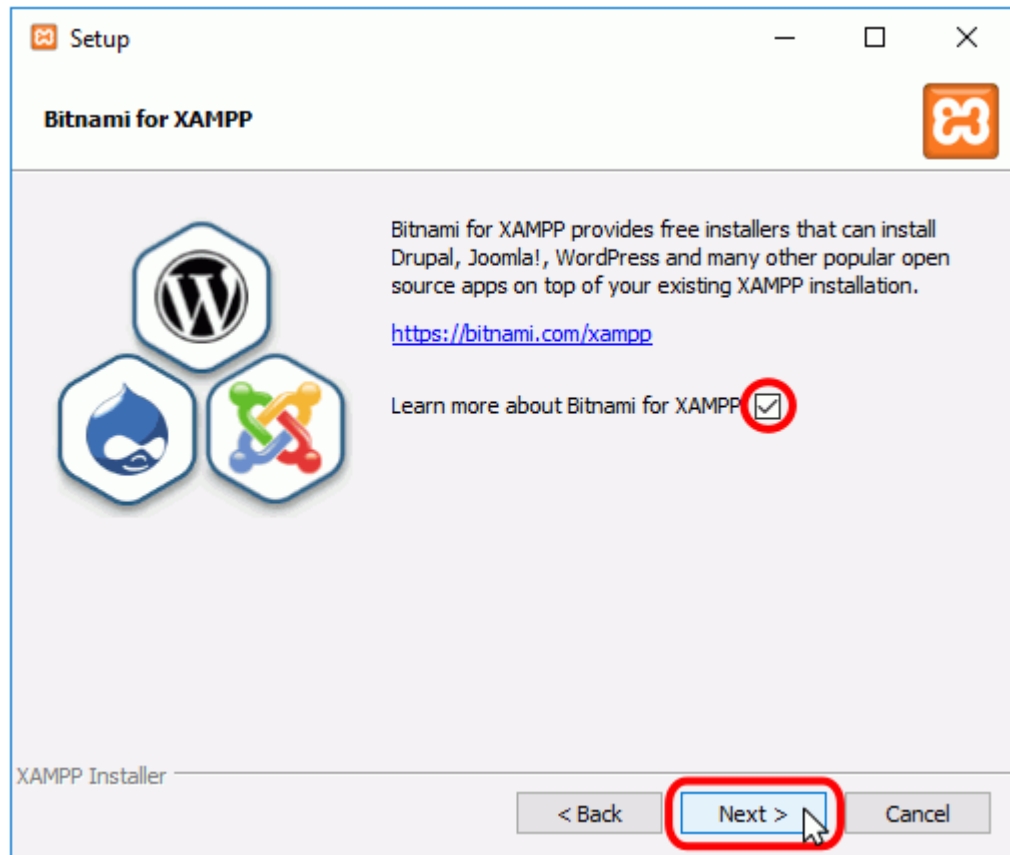 Setup
Bitnami for XAMPP
Bitnami for XAMPP provides free installers that can install
Drupal, Joomla!, WordPress and many other popular open
source apps on top of your existing XAMPP installation.
https://bitnami.com/xampp
Learn more about Bitnami for XAMPP
XAMPP Installer
< Back
Next >
Cancel